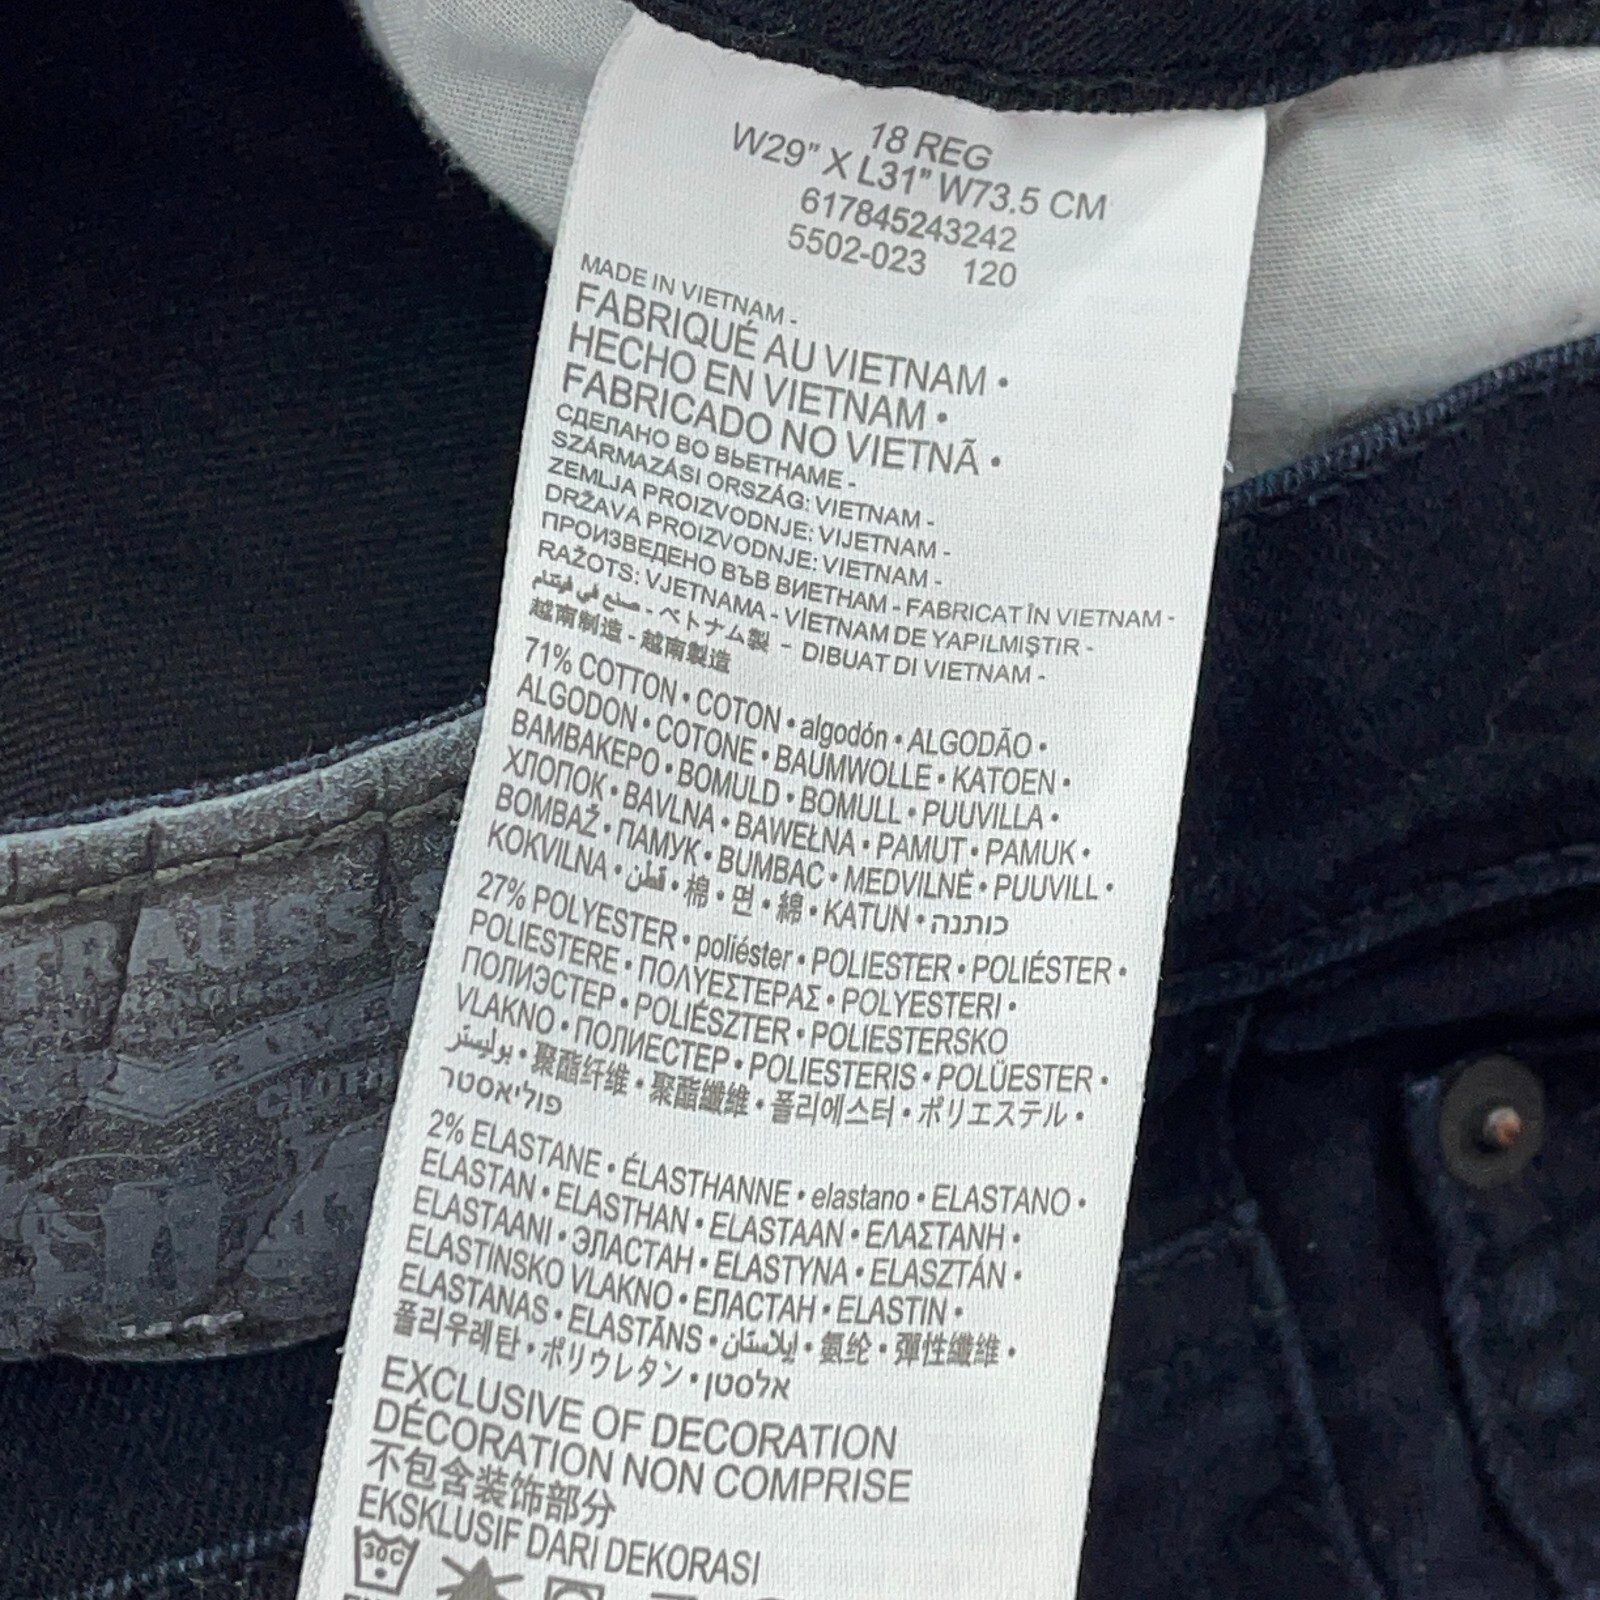 18 REG
W29" X L31" W73.5 CM
617845243242
5502-023 120
MADE IN VIETNAM -
FABRIQUÉ AU VIETNAM •
HECHO EN VIETNAM •
FABRICADO NO VIETNÃ •
СДЕЛАНО ВО ВЬЕТНАМЕ -
SZÁRMAZÁSI ORSZÁG: VIETNAM -
ZEMLJA PROIZVODNJE: VIJETNAM -
DRŽAVA PROIZVODNJE: VIETNAM -
ПРОИЗВЕДЕНО ВЪВ ВИЕТНАМ - FABRICAT ÎN VIETNAM -
RAŽOTS: VJETNAMA - VİETNAM DE YAPILMIŞTIR -
صنع في فيتنام - ベトナム製 - DIBUAT DI VIETNAM -
越南制造 - 越南製造
71% COTTON • COTON • algodón • ALGODÃO •
ALGODON • COTONE • BAUMWOLLE • KATOEN •
ΒΑΜΒΑΚΕΡΟ • BOMULD • BOMULL • PUUVILLA •
ХЛОПОК • BAVLNA • BAWEŁNA • PAMUT • PAMUK •
BOMBAŽ • ПАМУК • BUMBAC • MEDVILNĖ • PUUVILL •
KOKVILNA • قطن • 棉 • 면 • 綿 • KATUN • כותנה
27% POLYESTER • poliéster • POLIESTER • POLIÉSTER •
POLIESTERE • ΠΟΛΥΕΣΤΕΡΑΣ • POLYESTERI •
ПОЛИЭСТЕР • POLIÉSZTER • POLIESTERSKO
VLAKNO • ПОЛИЕСТЕР • POLIESTERIS • POLÜESTER •
بوليستر • 聚酯纤维 • 聚酯纖維 • 폴리에스터 • ポリエステル •
פוליאסטר
2% ELASTANE • ÉLASTHANNE • elastano • ELASTANO •
ELASTAN • ELASTHAN • ELASTAAN • ΕΛΑΣΤΑΝΗ •
ELASTAANI • ЭЛАСТАН • ELASTYNA • ELASZTÁN •
ELASTINSKO VLAKNO • ЕЛАСТАН • ELASTIN •
ELASTANAS • ELASTĀNS • إيلاستان • 氨纶 • 彈性纖維 •
폴리우레탄 • ポリウレタン • אלסטן
EXCLUSIVE OF DECORATION
DÉCORATION NON COMPRISE
不包含装饰部分
EKSKLUSIF DARI DEKORASI
30C
TRAUSS